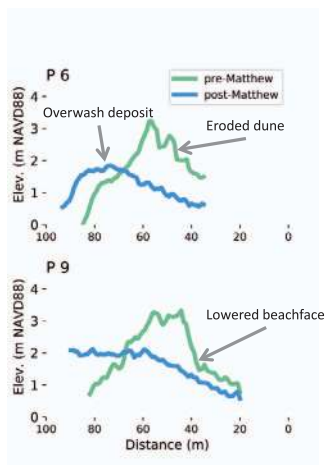 P 6
pre-Matthew
post-Matthew
Overwash deposit
Eroded dune
Elev. (m NAVD88)
4
3
2
1
0
100 80 60 40 20 0
P 9
Lowered beachface
Elev. (m NAVD88)
4
3
2
1
0
100 80 60 40 20 0
Distance (m)